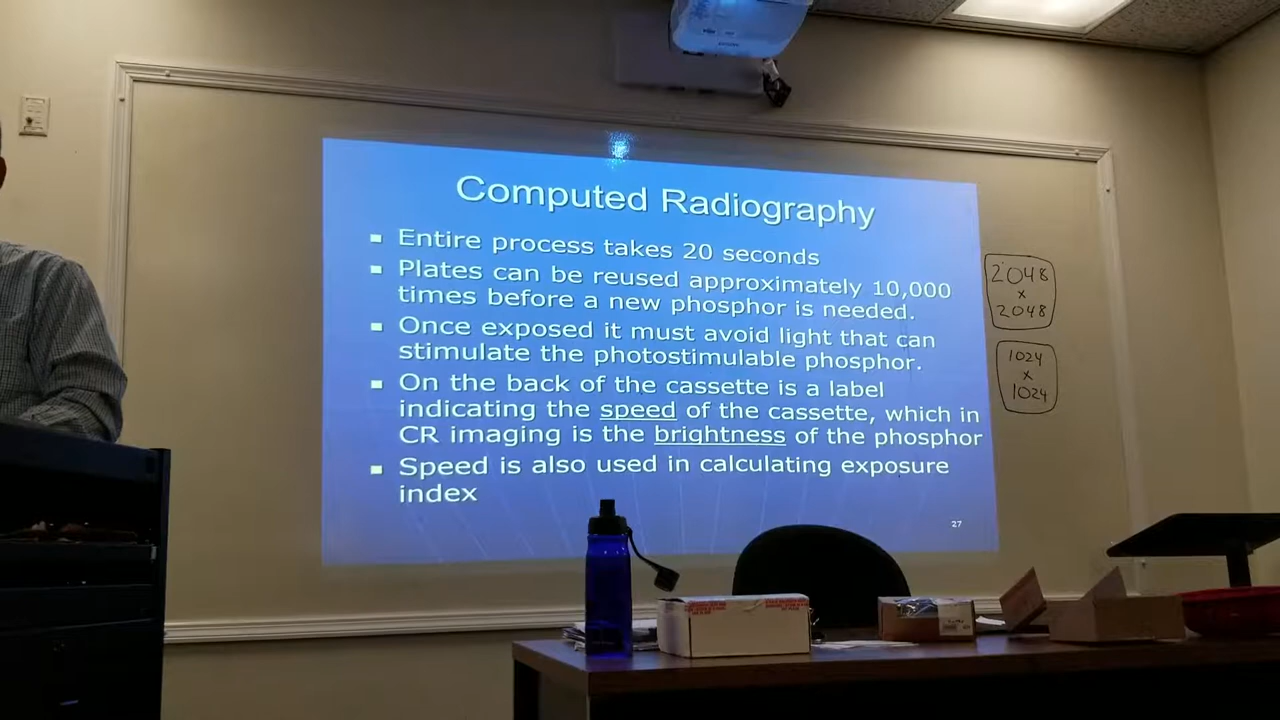 Computed Radiography
Entire process takes 20 seconds
Plates can be reused approximately 10,000
times before a new phosphor is needed.
Once exposed it must avoid light that can
stimulate the photostimulable phosphor.
On the back of the cassette is a label
indicating the speed of the cassette, which in
CR imaging is the brightness of the phosphor
Speed is also used in calculating exposure
index
27
2048
x
2048
1024
x
1024